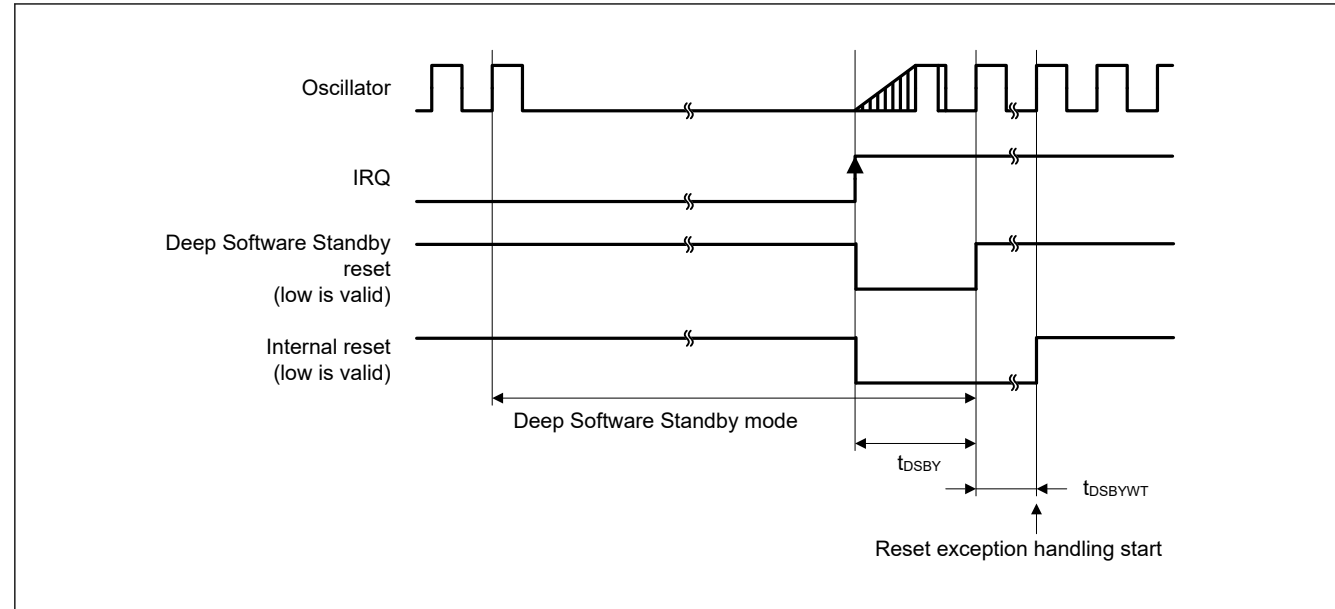 Oscillator
IRQ
Deep Software Standby
reset
(low is valid)
Internal reset
(low is valid)
Deep Software Standby mode
tDSBY
tDSBYWT
Reset exception handling start